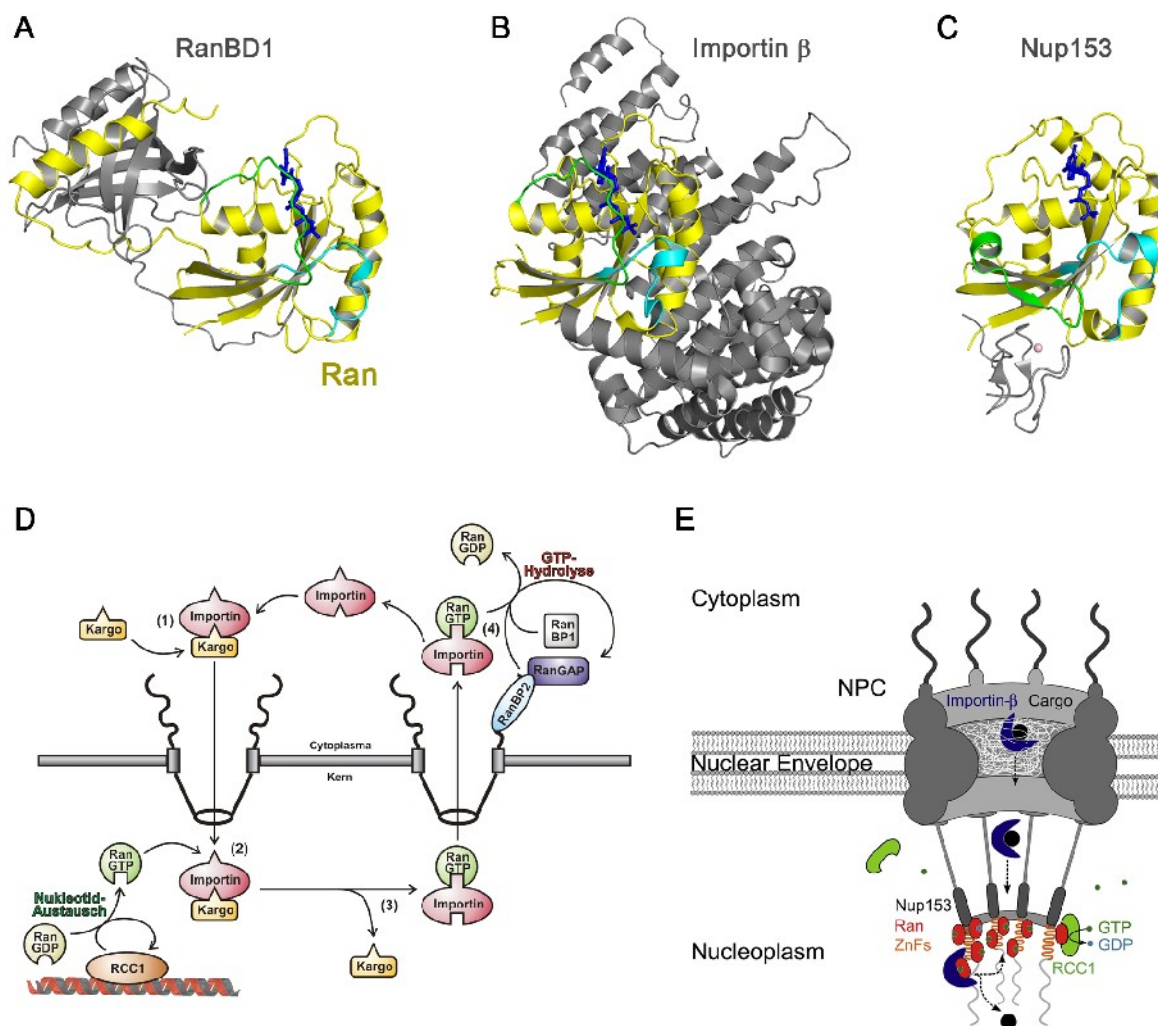 A
RanBD1
Ran
B
Importin β
C
Nup153
D
Kargo
(1)
Importin
Kargo
Importin
Ran
GDP
GTP-
Hydrolyse
Ran
GTP
(4)
Importin
Ran
BP1
RanGAP
RanBP2
Cytoplasma
Kern
Ran
GTP
(2)
Importin
Kargo
Nukleotid-
Austausch
Ran
GDP
RCC1
(3)
Kargo
Ran
GTP
Importin
E
Cytoplasm
NPC
Importin-β Cargo
Nuclear Envelope
Nup153
Ran
ZnFs
Nucleoplasm
GTP
GDP
RCC1